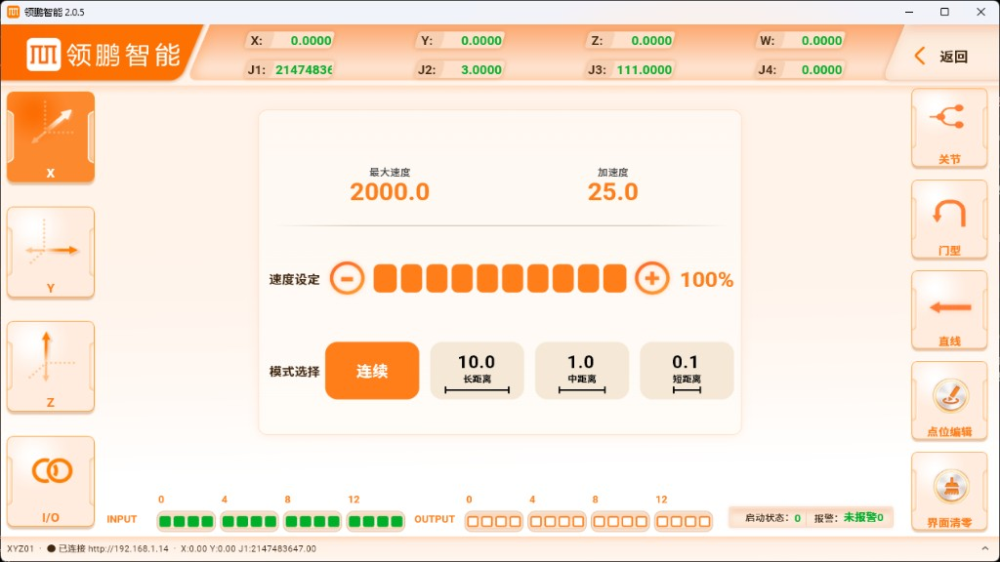 领鹏智能 2.0.5
领鹏智能
X: 0.0000
Y: 0.0000
Z: 0.0000
W: 0.0000
返回
J1: 21474836
J2: 3.0000
J3: 111.0000
J4: 0.0000
X
Y
Z
I/O
最大速度
2000.0
加速度
25.0
速度设定
100%
模式选择
连续
10.0
长距离
1.0
中距离
0.1
短距离
关节
门型
直线
点位编辑
界面清零
INPUT
0 4 8 12
OUTPUT
0 4 8 12
启动状态: 0
报警: 未报警0
XYZ01 · ● 已连接 http://192.168.1.14 · X:0.00 Y:0.00 J1:2147483647.00